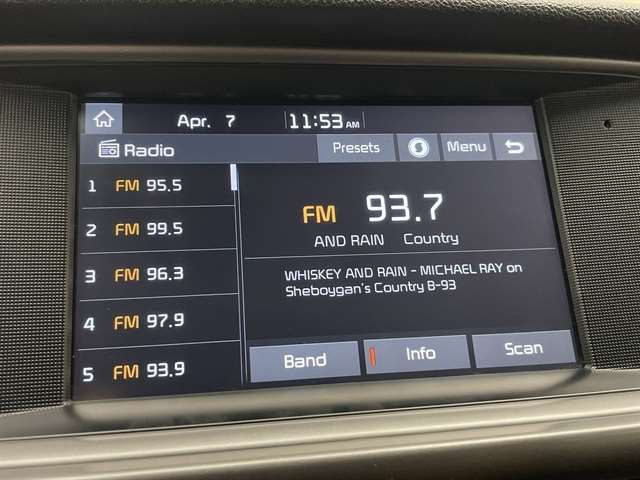 Apr. 7 11:53 AM
Radio Presets Menu
1 FM 95.5
2 FM 99.5
3 FM 96.3
4 FM 97.9
5 FM 93.9
FM 93.7
AND RAIN Country
WHISKEY AND RAIN - MICHAEL RAY on
Sheboygan's Country B-93
Band Info Scan